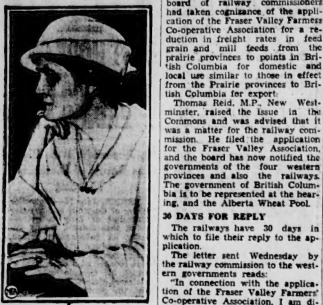 board of railway commissioners
had taken cognizance of the appli-
cation of the Fraser Valley Farmers
Co-operative Association for a re-
duction in freight rates in feed
grain and mill feeds from the
prairie provinces to points in Bri-
tish Columbia for domestic and
local use similar to those in effect
from the Prairie provinces to Bri-
tish Columbia for export.
Thomas Reid, M.P., New West-
minster, raised the issue in the
Commons and was advised that it
was a matter for the railway com-
mission. He filed the application
for the Fraser Valley Association,
and the board has now notified the
governments of the four western
provinces and also the railways.
The government of British Colum-
bia is to be represented at the hear-
ing, and the Alberta Wheat Pool.
30 DAYS FOR REPLY
The railways have 30 days in
which to file their reply to the ap-
plication.
The letter sent Wednesday by
the railway commission to the west-
ern governments reads:
"In connection with the applica-
tion of the Fraser Valley Farmers'
Co-operative Association, I am di-